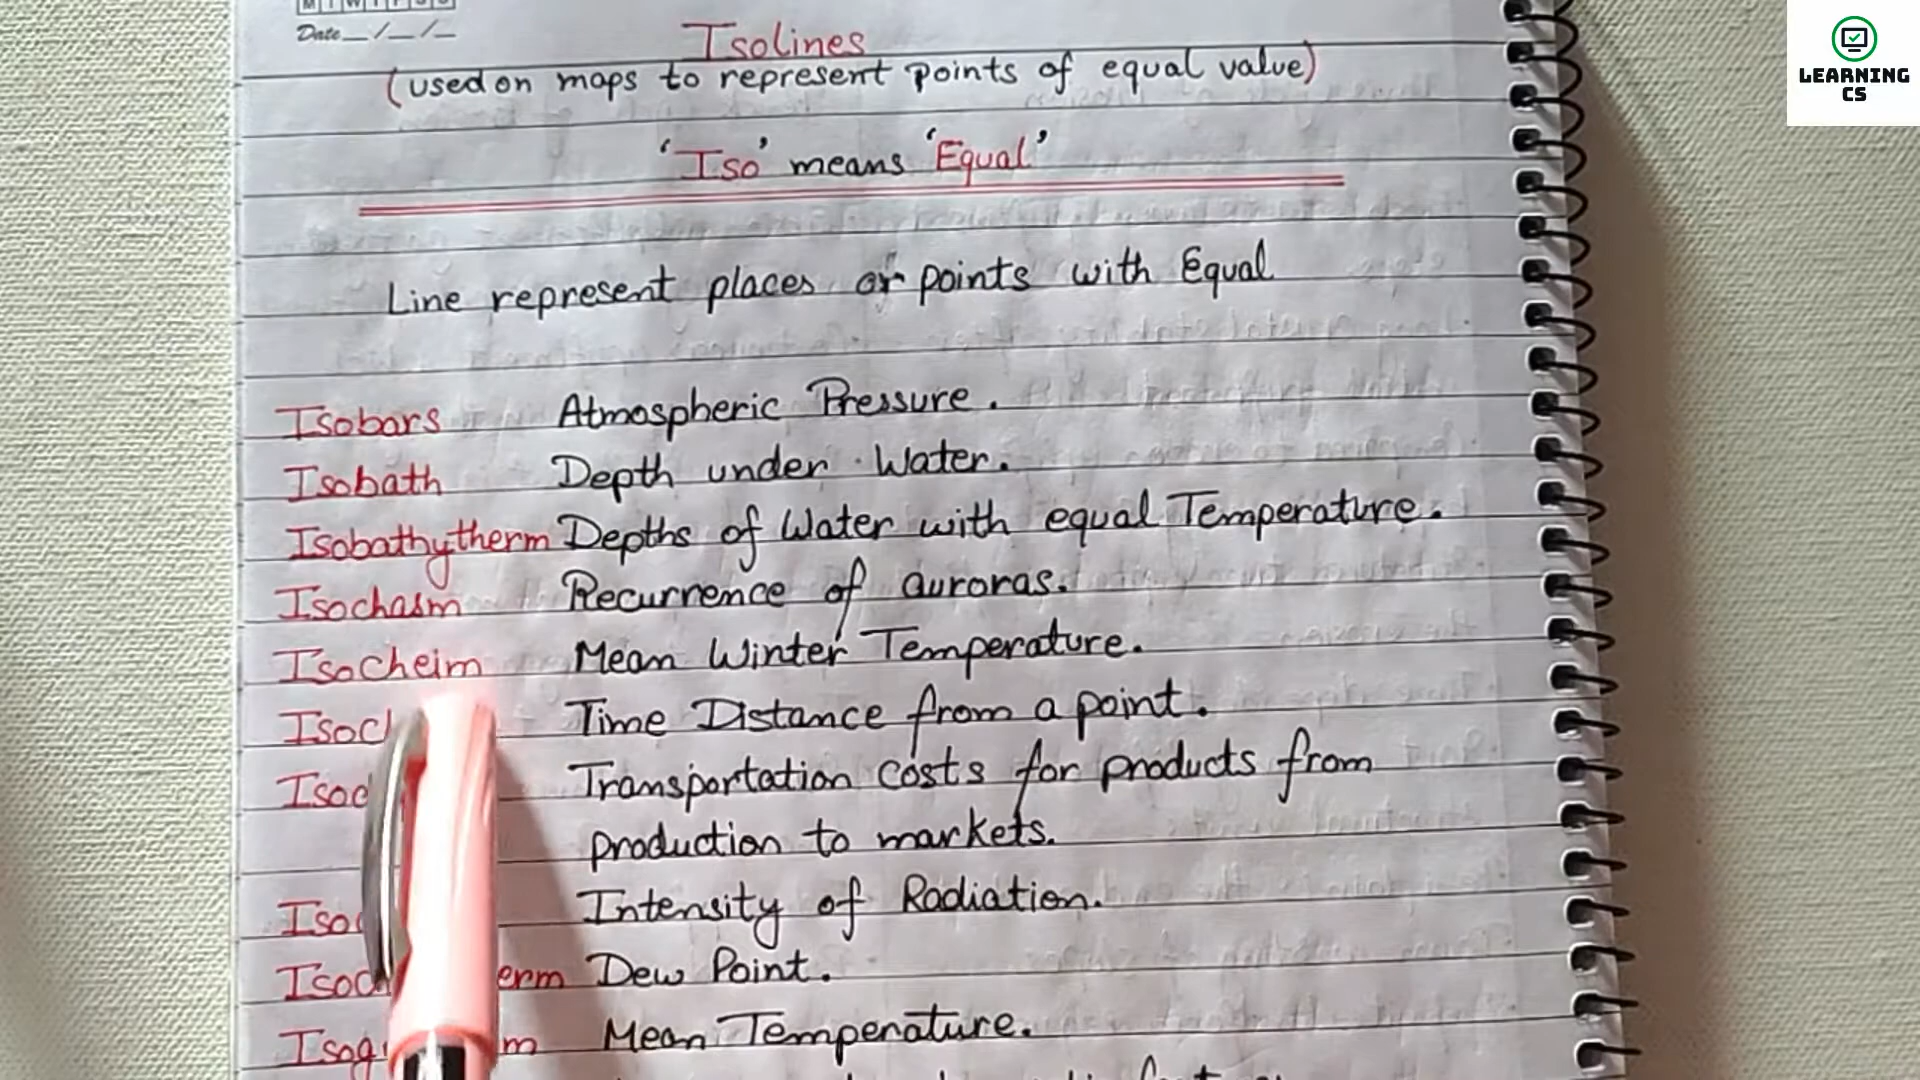 Date__/__/__
Isolines
(used on maps to represent points of equal value)
'Iso' means 'Equal'
Line represent places or points with Equal
Isobars Atmospheric Pressure.
Isobath Depth under Water.
Isobathytherm Depths of Water with equal Temperature.
Isochasm Recurrence of auroras.
IsoCheim Mean Winter Temperature.
Time Distance from a point.
Transportation costs for products from
production to markets.
Intensity of Radiation.
Dew Point.
Mean Temperature.
LEARNING
CS